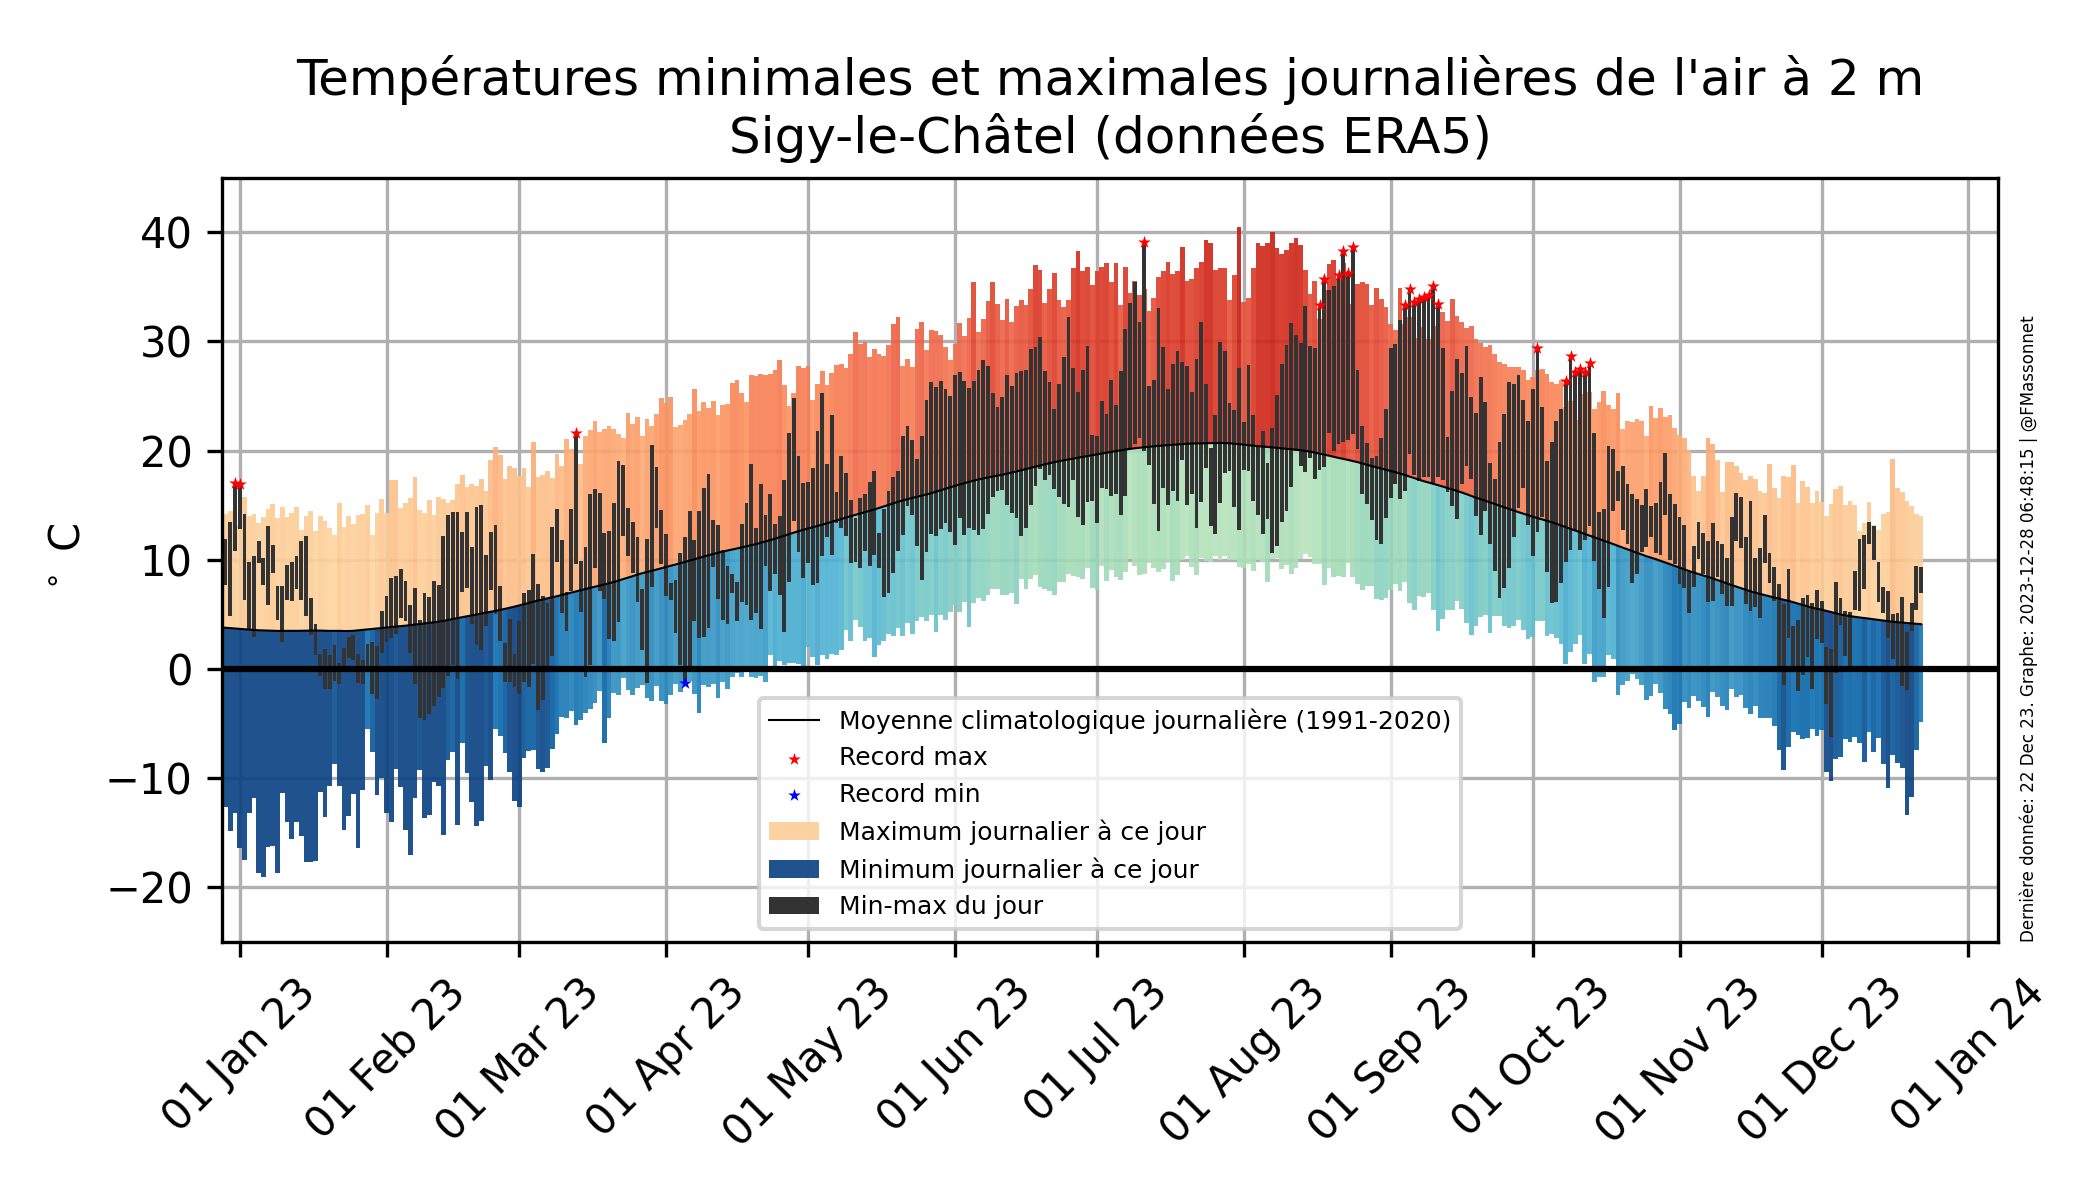 Températures minimales et maximales journalières de l'air à 2 m
Sigy-le-Châtel (données ERA5)
° C
40
30
20
10
0
−10
−20
Moyenne climatologique journalière (1991-2020)
Record max
Record min
Maximum journalier à ce jour
Minimum journalier à ce jour
Min-max du jour
01 Jan 23
01 Feb 23
01 Mar 23
01 Apr 23
01 May 23
01 Jun 23
01 Jul 23
01 Aug 23
01 Sep 23
01 Oct 23
01 Nov 23
01 Dec 23
01 Jan 24
Dernière donnée: 22 Dec 23. Graphe: 2023-12-28 06:48:15 | @FMassonnet